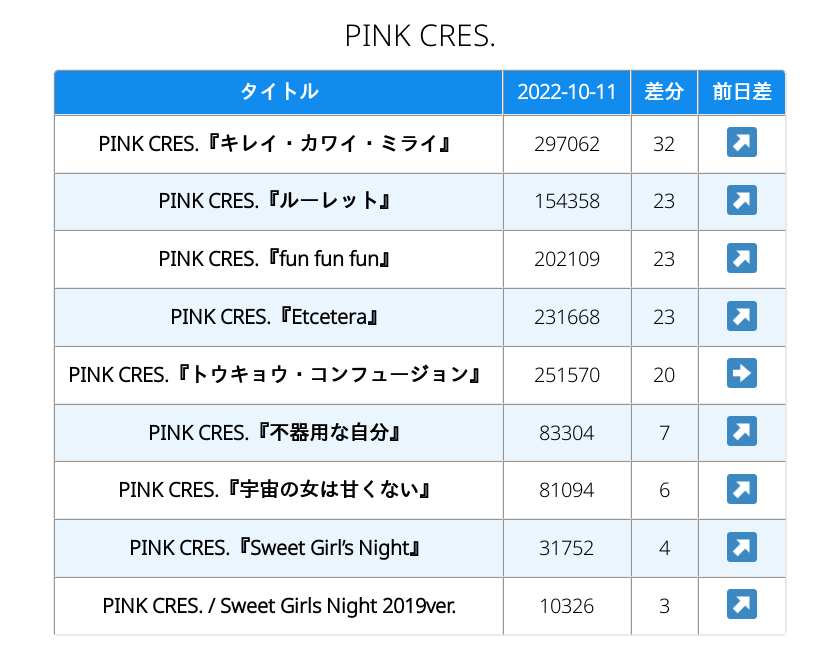 PINK CRES.
タイトル 2022-10-11 差分 前日差
PINK CRES.『キレイ・カワイ・ミライ』 297062 32 ↗
PINK CRES.『ルーレット』 154358 23 ↗
PINK CRES.『fun fun fun』 202109 23 ↗
PINK CRES.『Etcetera』 231668 23 ↗
PINK CRES.『トウキョウ・コンフュージョン』 251570 20 ➡
PINK CRES.『不器用な自分』 83304 7 ↗
PINK CRES.『宇宙の女は甘くない』 81094 6 ↗
PINK CRES.『Sweet Girl’s Night』 31752 4 ↗
PINK CRES. / Sweet Girls Night 2019ver. 10326 3 ↗